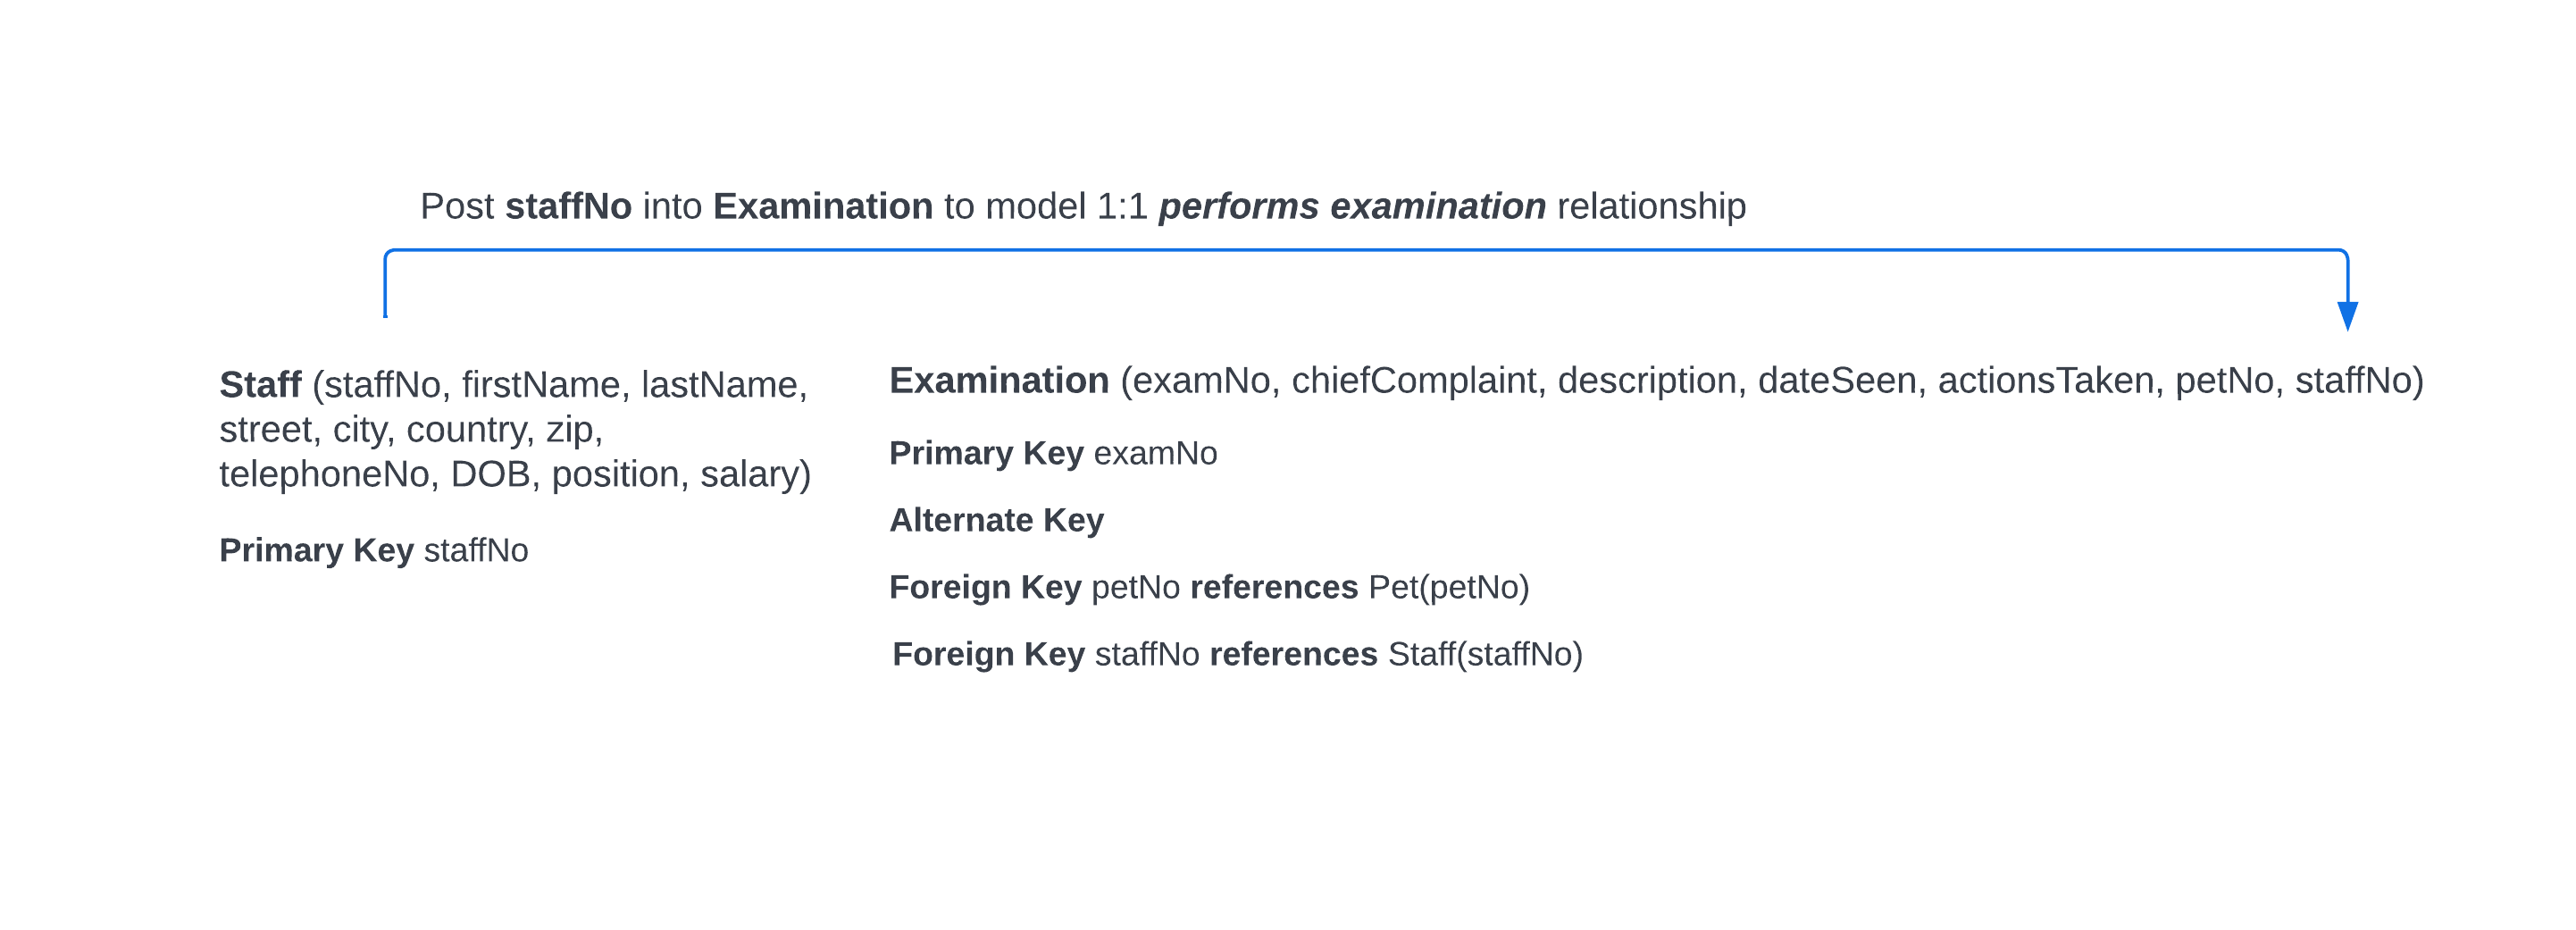 Post staffNo into Examination to model 1:1 performs examination relationship
Staff (staffNo, firstName, lastName,
street, city, country, zip,
telephoneNo, DOB, position, salary)
Primary Key staffNo
Examination (examNo, chiefComplaint, description, dateSeen, actionsTaken, petNo, staffNo)
Primary Key examNo
Alternate Key
Foreign Key petNo references Pet(petNo)
Foreign Key staffNo references Staff(staffNo)